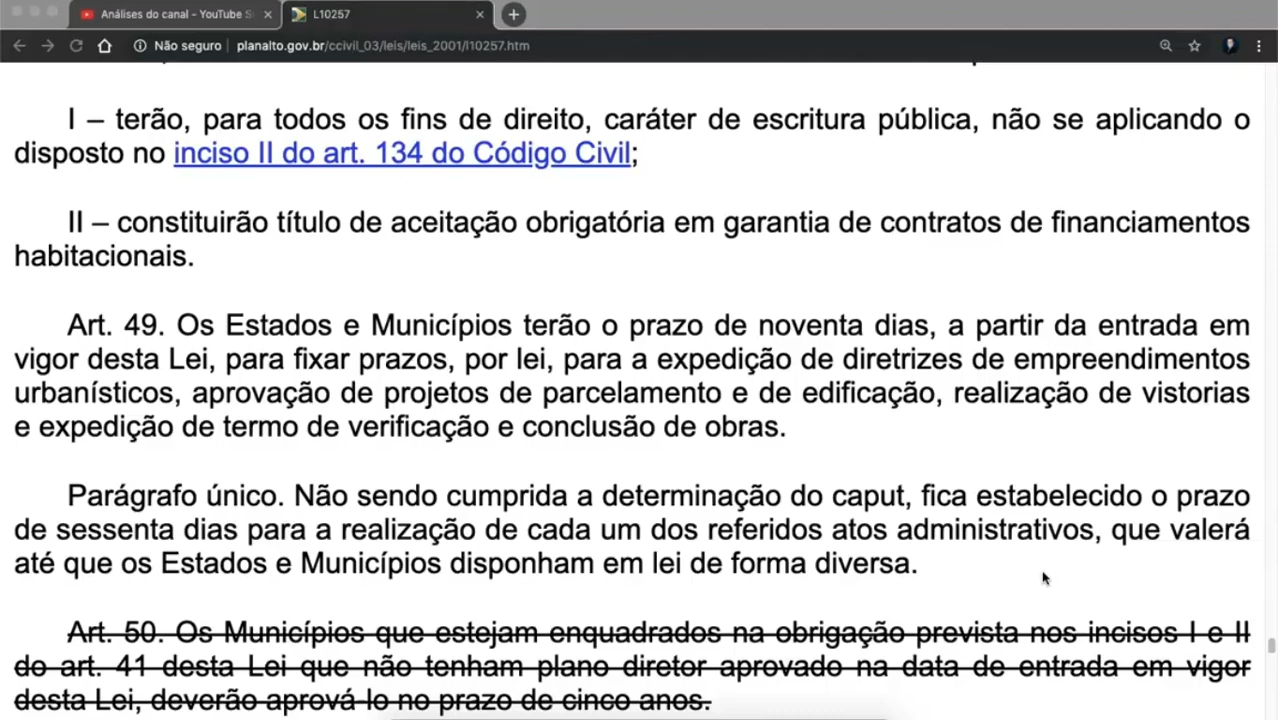 Análises do canal - YouTube S
L10257
Não seguro
planalto.gov.br/ccivil_03/leis/leis_2001/l10257.htm
I – terão, para todos os fins de direito, caráter de escritura pública, não se aplicando o
disposto no inciso II do art. 134 do Código Civil;
II – constituirão título de aceitação obrigatória em garantia de contratos de financiamentos
habitacionais.
Art. 49. Os Estados e Municípios terão o prazo de noventa dias, a partir da entrada em
vigor desta Lei, para fixar prazos, por lei, para a expedição de diretrizes de empreendimentos
urbanísticos, aprovação de projetos de parcelamento e de edificação, realização de vistorias
e expedição de termo de verificação e conclusão de obras.
Parágrafo único. Não sendo cumprida a determinação do caput, fica estabelecido o prazo
de sessenta dias para a realização de cada um dos referidos atos administrativos, que valerá
até que os Estados e Municípios disponham em lei de forma diversa.
Art. 50. Os Municípios que estejam enquadrados na obrigação prevista nos incisos I e II
do art. 41 desta Lei que não tenham plano diretor aprovado na data de entrada em vigor
desta Lei, deverão aprová-lo no prazo de cinco anos.